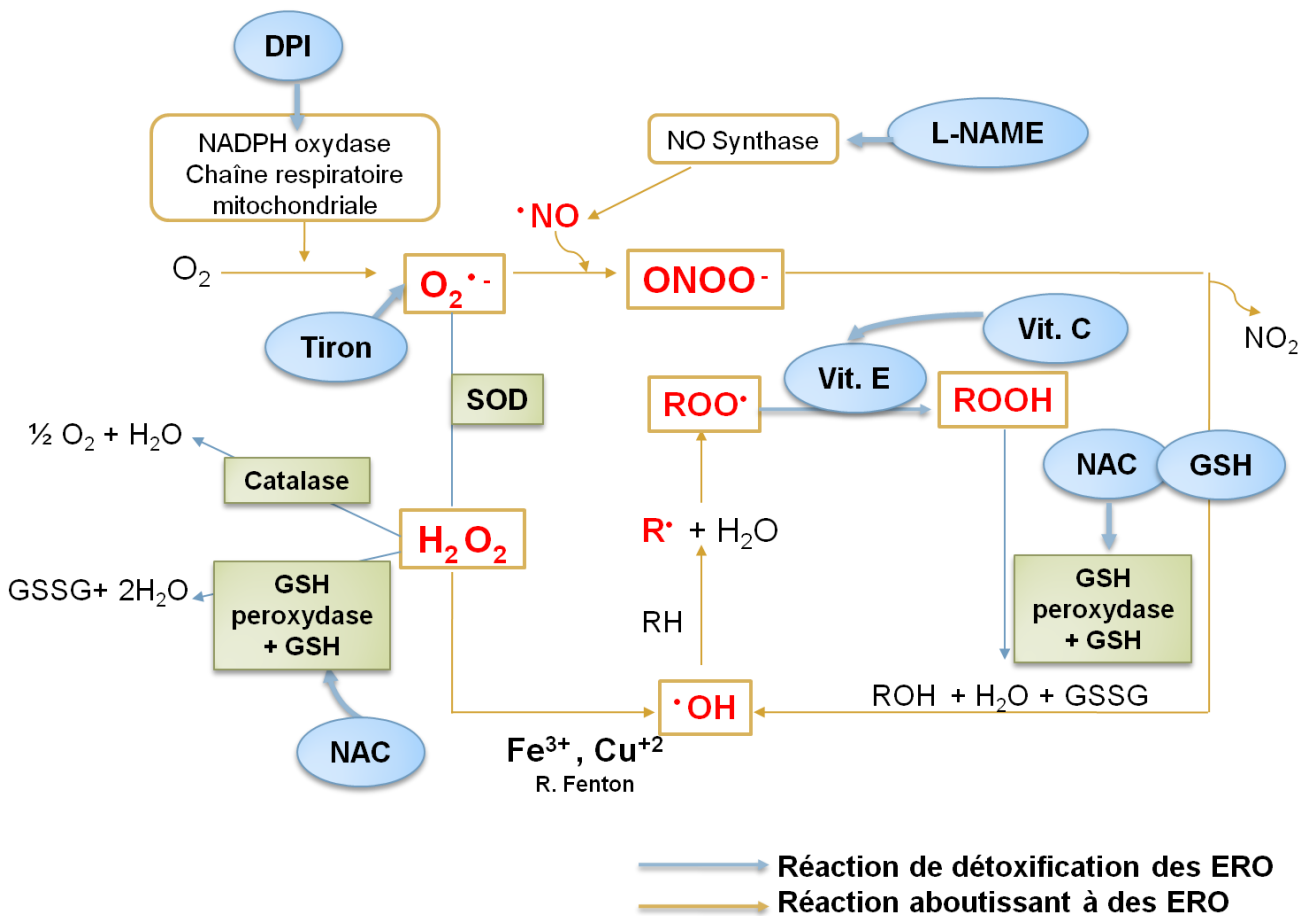 DPI
NADPH oxydase
Chaîne respiratoire
mitochondriale
NO Synthase
L-NAME
•NO
O₂
O₂•-
ONOO-
NO₂
Tiron
Vit. C
Vit. E
SOD
ROO•
ROOH
½ O₂ + H₂O
Catalase
NAC
GSH
H₂O₂
R• + H₂O
GSSG+ 2H₂O
GSH
peroxydase
+ GSH
GSH
peroxydase
+ GSH
RH
•OH
ROH + H₂O + GSSG
NAC
Fe³⁺ , Cu⁺²
R. Fenton
Réaction de détoxification des ERO
Réaction aboutissant à des ERO